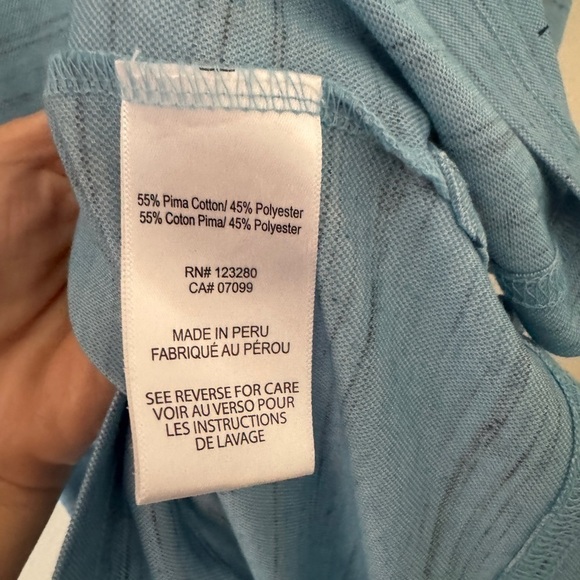 55% Pima Cotton/ 45% Polyester
55% Coton Pima/ 45% Polyester
RN# 123280
CA# 07099
MADE IN PERU
FABRIQUÉ AU PÉROU
SEE REVERSE FOR CARE
VOIR AU VERSO POUR
LES INSTRUCTIONS
DE LAVAGE